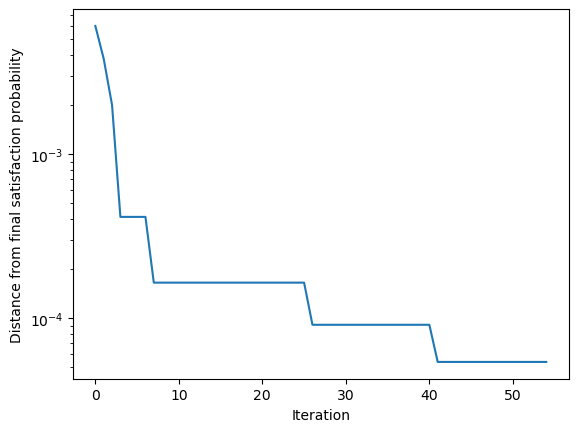 Distance from final satisfaction probability
10⁻³
10⁻⁴
0 10 20 30 40 50
Iteration